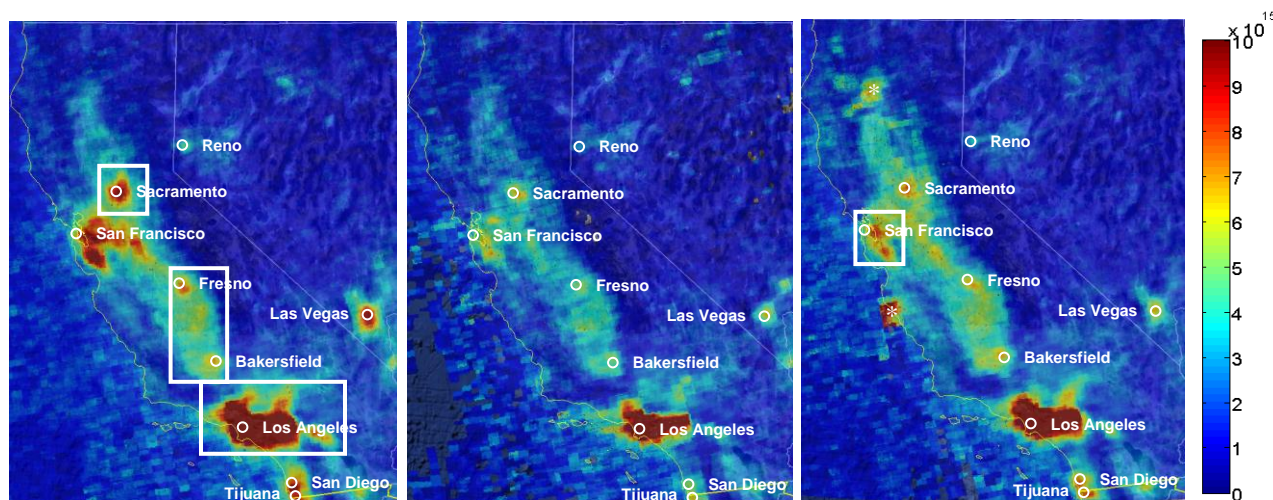 Reno
Sacramento
San Francisco
Fresno
Las Vegas
Bakersfield
Los Angeles
San Diego
Tijuana
Reno
Sacramento
San Francisco
Fresno
Las Vegas
Bakersfield
Los Angeles
San Diego
Tijuana
*
Reno
Sacramento
San Francisco
Fresno
Las Vegas
*
Bakersfield
Los Angeles
San Diego
Tijuana
x 10 15
10
9
8
7
6
5
4
3
2
1
0